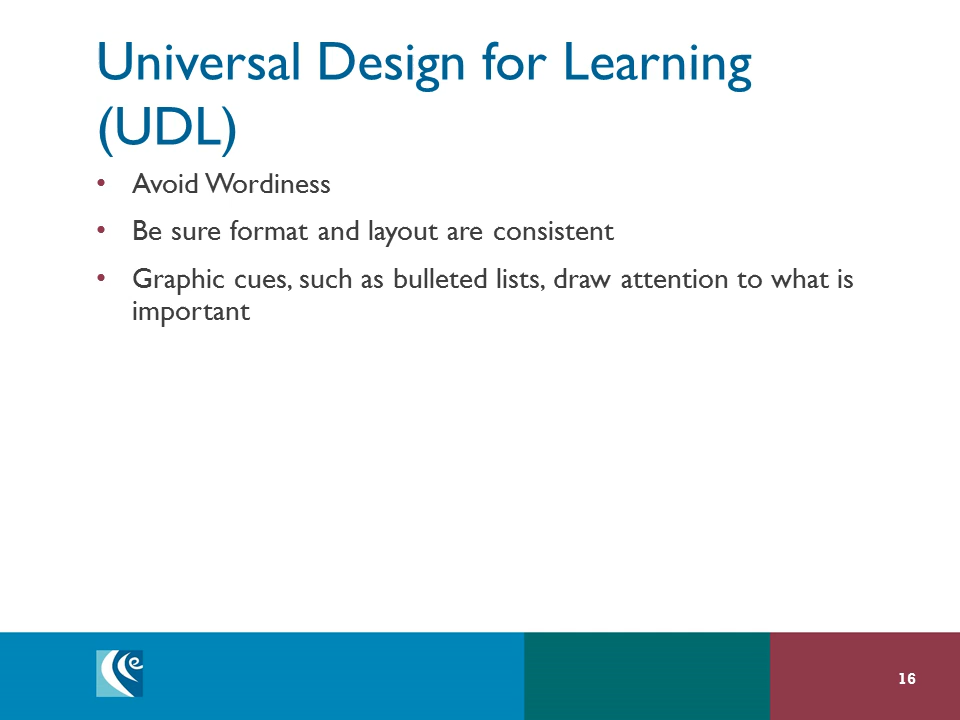 Universal Design for Learning
(UDL)
• Avoid Wordiness
• Be sure format and layout are consistent
• Graphic cues, such as bulleted lists, draw attention to what is
important
e
16